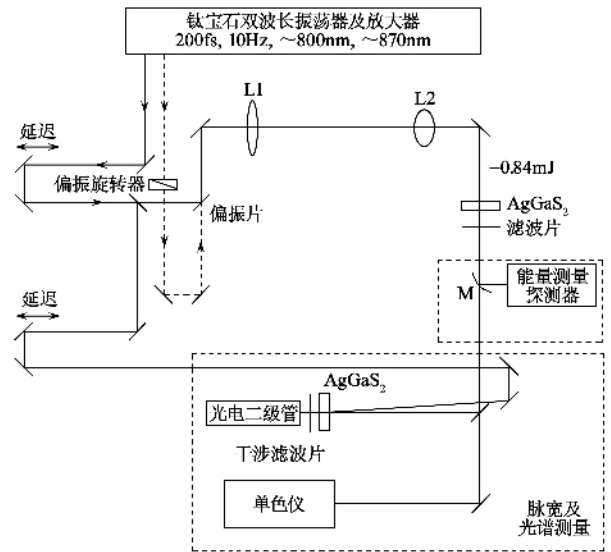 钛宝石双波长振荡器及放大器
200fs, 10Hz, ~800nm, ~870nm
L1
L2
延迟
偏振旋转器
偏振片
~0.84mJ
AgGaS₂
滤波片
M
能量测量
探测器
延迟
AgGaS₂
光电二级管
干涉滤波片
单色仪
脉宽及
光谱测量